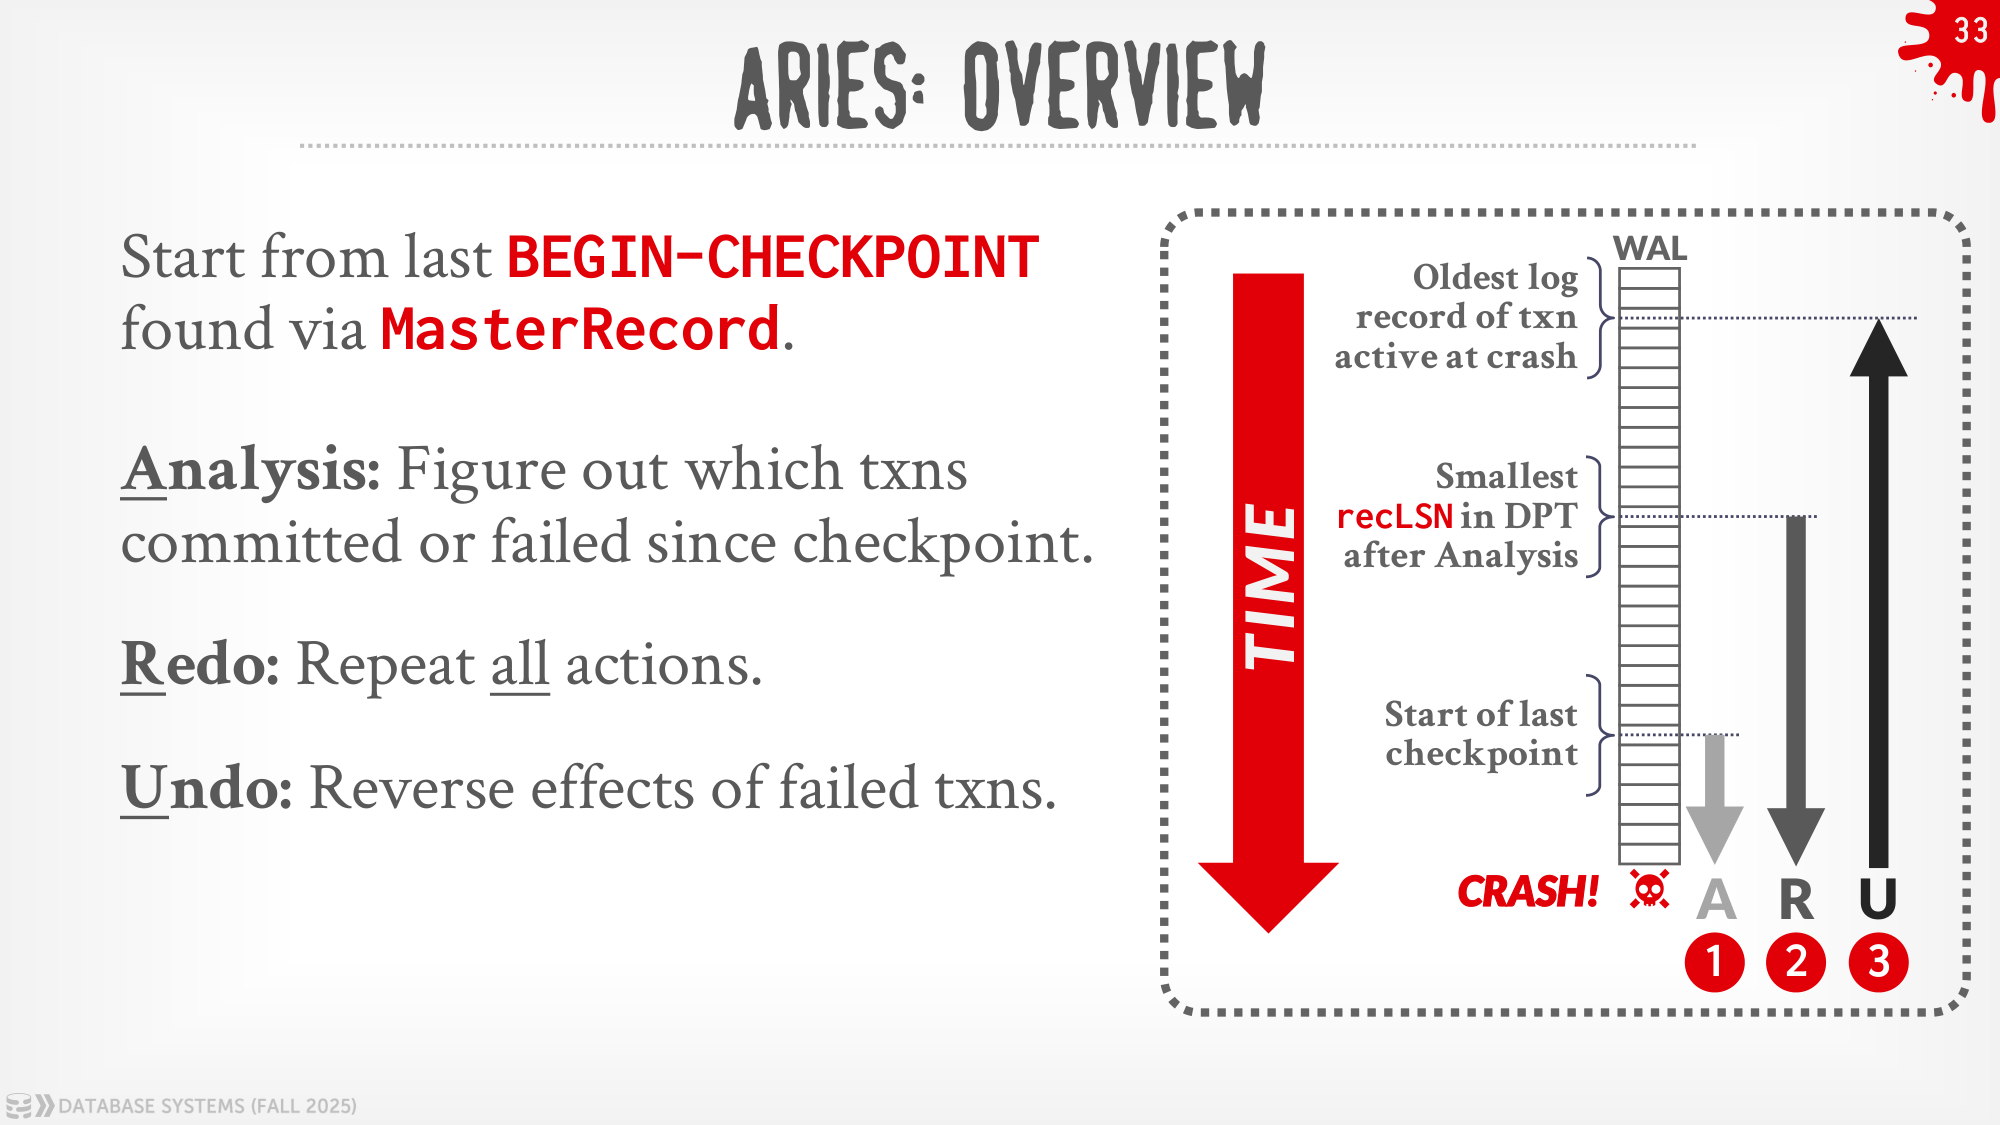 33
ARIES: OVERVIEW
Start from last BEGIN-CHECKPOINT
found via MasterRecord.
Analysis: Figure out which txns
committed or failed since checkpoint.
Redo: Repeat all actions.
Undo: Reverse effects of failed txns.
TIME
WAL
Oldest log
record of txn
active at crash
Smallest
recLSN in DPT
after Analysis
Start of last
checkpoint
CRASH!
A R U
1 2 3
DATABASE SYSTEMS (FALL 2025)